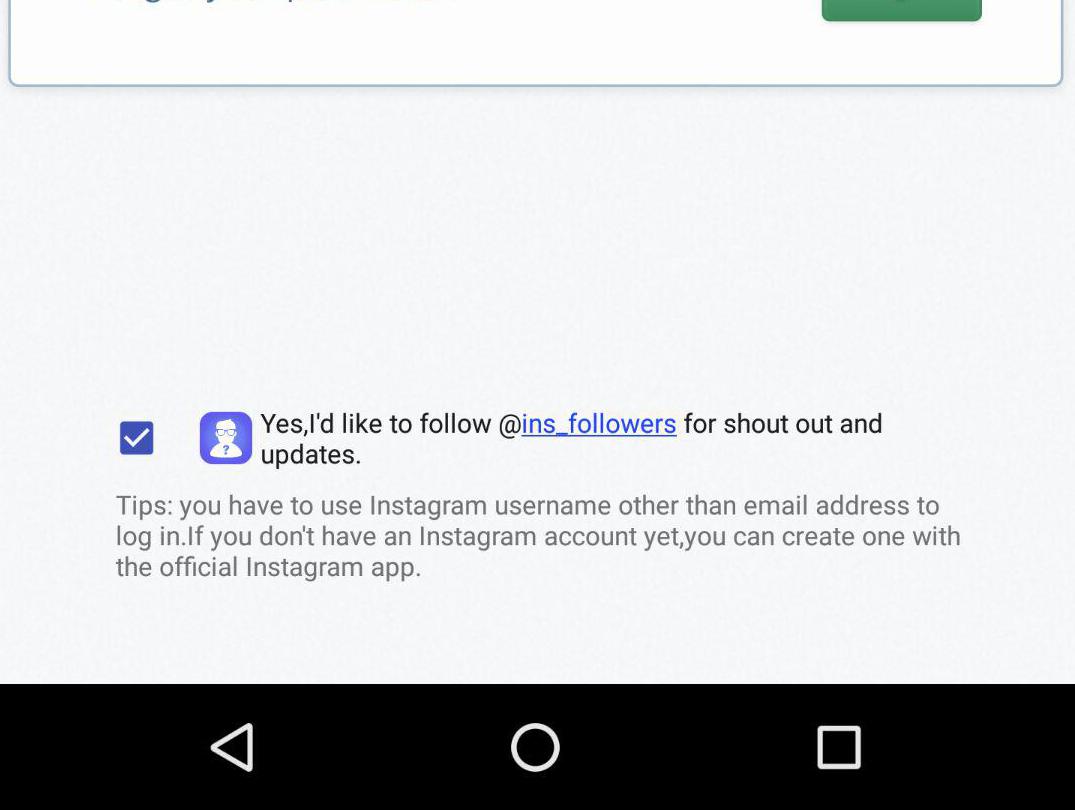 Yes,I'd like to follow @ins_followers for shout out and
updates.
Tips: you have to use Instagram username other than email address to
log in.If you don't have an Instagram account yet,you can create one with
the official Instagram app.